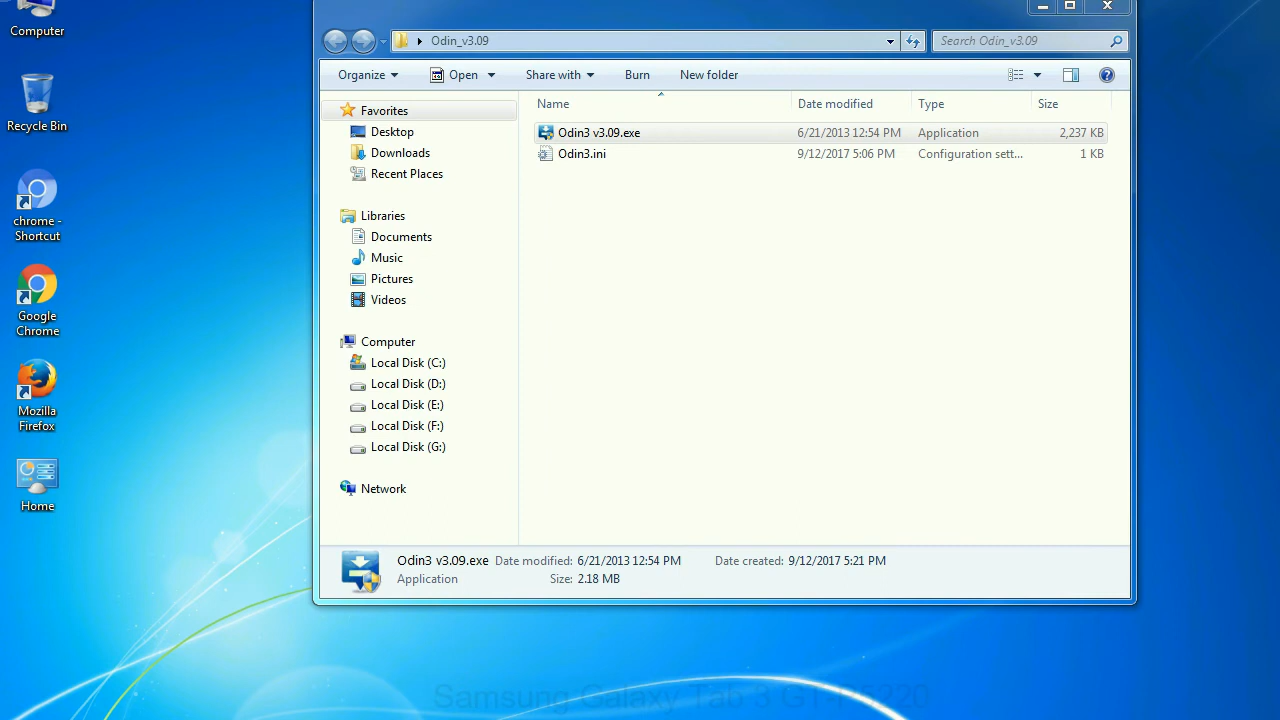 Computer
Recycle Bin
chrome -
Shortcut
Google
Chrome
Mozilla
Firefox
Home
Odin_v3.09
Search Odin_v3.09
Organize
Open
Share with
Burn
New folder
Name
Date modified
Type
Size
Odin3 v3.09.exe
6/21/2013 12:54 PM
Application
2,237 KB
Odin3.ini
9/12/2017 5:06 PM
Configuration sett...
1 KB
Favorites
Desktop
Downloads
Recent Places
Libraries
Documents
Music
Pictures
Videos
Computer
Local Disk (C:)
Local Disk (D:)
Local Disk (E:)
Local Disk (F:)
Local Disk (G:)
Network
Odin3 v3.09.exe Date modified: 6/21/2013 12:54 PM Date created: 9/12/2017 5:21 PM
Application Size: 2.18 MB
Samsung Galaxy Tab 3